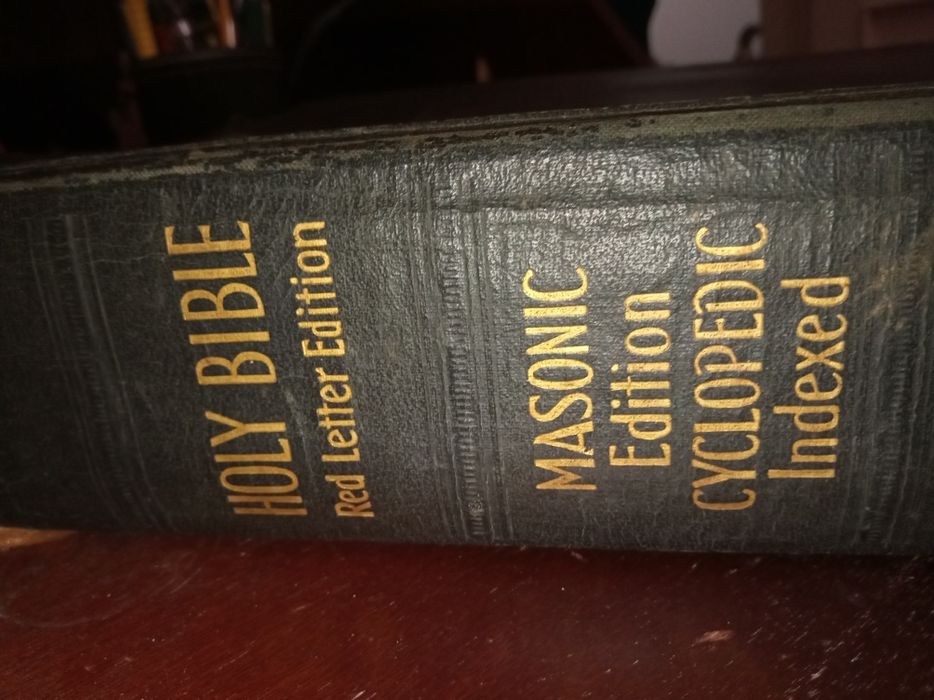 HOLY BIBLE
Red Letter Edition
MASONIC
Edition
CYCLOPEDIC
Indexed